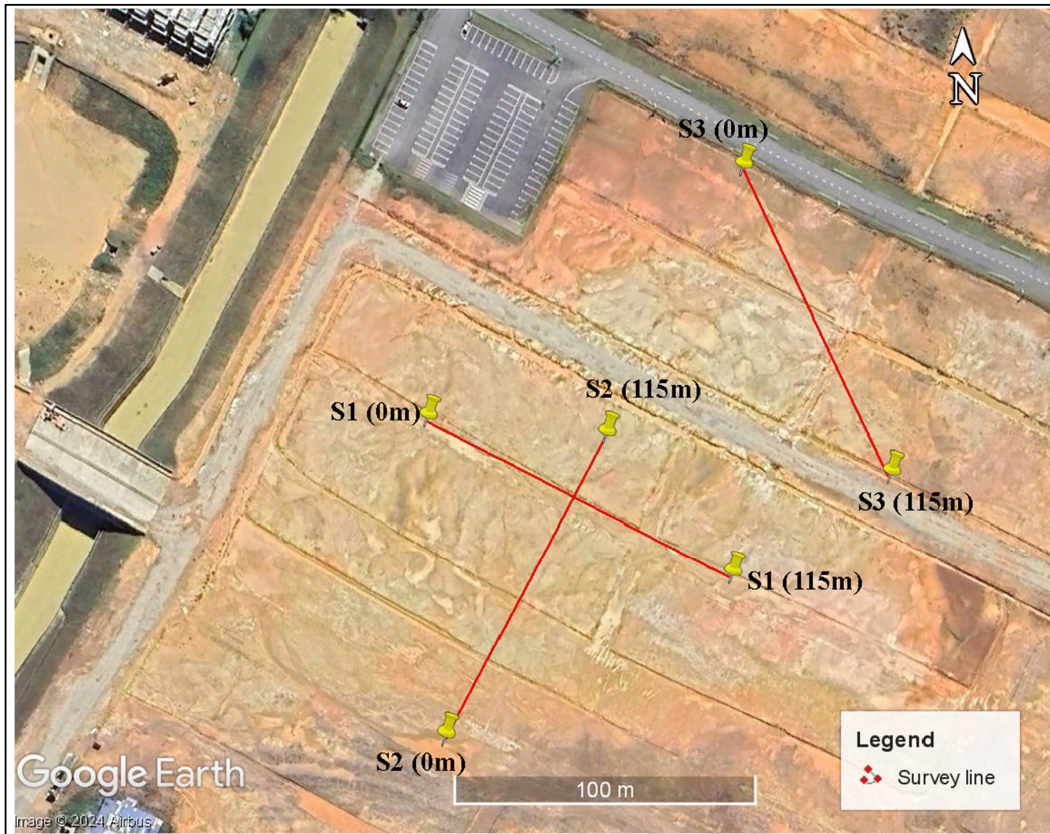 N
S3 (0m)
S2 (115m)
S1 (0m)
S3 (115m)
S1 (115m)
S2 (0m)
Legend
Survey line
Google Earth
100 m
Image © 2024 Airbus